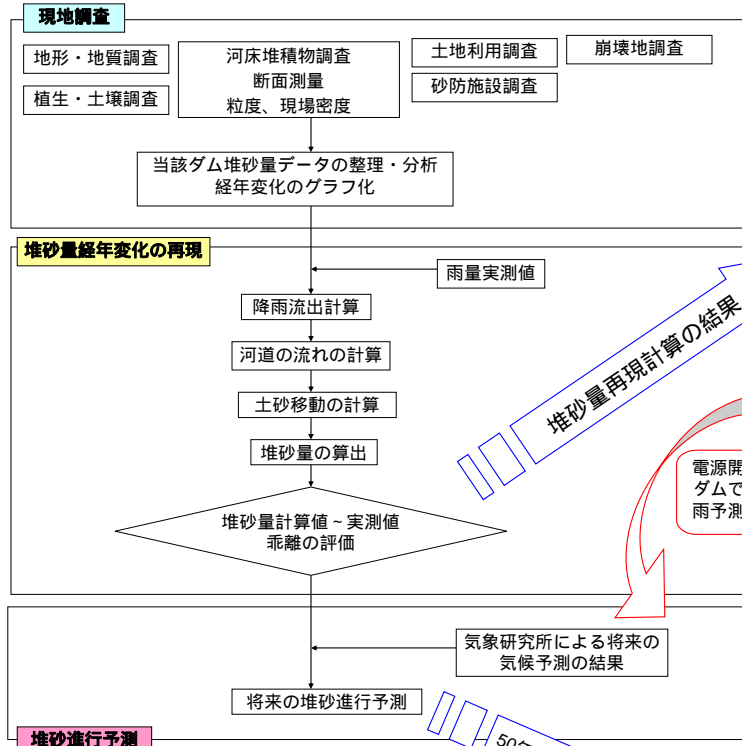 現地調査
地形・地質調査
植生・土壌調査
河床堆積物調査
断面測量
粒度、現場密度
土地利用調査
砂防施設調査
崩壊地調査
当該ダム堆砂量データの整理・分析
経年変化のグラフ化
堆砂量経年変化の再現
雨量実測値
降雨流出計算
河道の流れの計算
土砂移動の計算
堆砂量の算出
堆砂量計算値~実測値
乖離の評価
堆砂量再現計算の結果
電源開
ダムで
雨予測
気象研究所による将来の
気候予測の結果
将来の堆砂進行予測
50年
堆砂進行予測